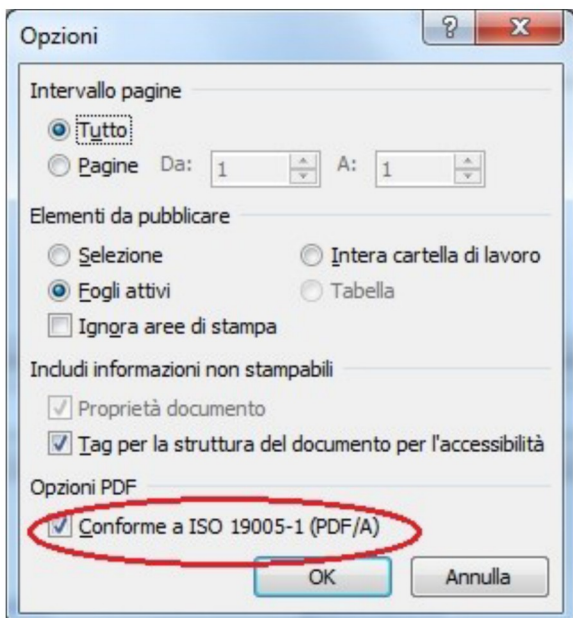 Opzioni
Intervallo pagine
Tutto
Pagine Da: 1 A: 1
Elementi da pubblicare
Selezione Intera cartella di lavoro
Fogli attivi Tabella
Ignora aree di stampa
Includi informazioni non stampabili
Proprietà documento
Tag per la struttura del documento per l'accessibilità
Opzioni PDF
Conforme a ISO 19005-1 (PDF/A)
OK Annulla